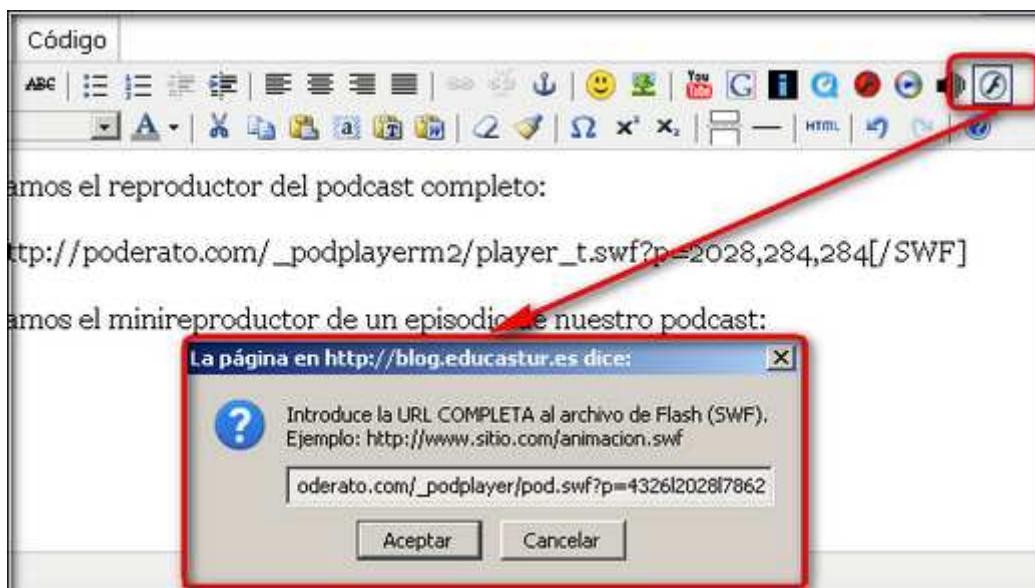 Código
ABC
You Tube G i
A HTML
amos el reproductor del podcast completo:
ttp://poderato.com/_podplayerm2/player_t.swf?p=2028,284,284[/SWF]
amos el minireproductor de un episodio de nuestro podcast:
La página en http://blog.educastur.es dice:
Introduce la URL COMPLETA al archivo de Flash (SWF).
Ejemplo: http://www.sitio.com/animacion.swf
oderato.com/_podplayer/pod.swf?p=4326l2028l7862
Aceptar Cancelar